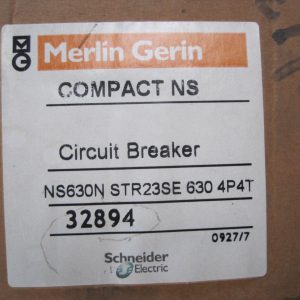 Merlin Gerin
COMPACT NS
Circuit Breaker
NS630N STR23SE 630 4P4T
32894
0927/7
Schneider
Electric